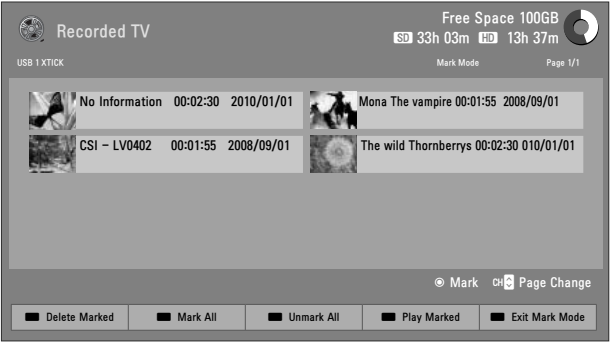 Recorded TV
Free Space 100GB
SD 33h 03m HD 13h 37m
USB 1 XTICK
Mark Mode
Page 1/1
No Information 00:02:30 2010/01/01
Mona The vampire 00:01:55 2008/09/01
CSI - LV0402 00:01:55 2008/09/01
The wild Thornberrys 00:02:30 010/01/01
Mark CH Page Change
Delete Marked
Mark All
Unmark All
Play Marked
Exit Mark Mode